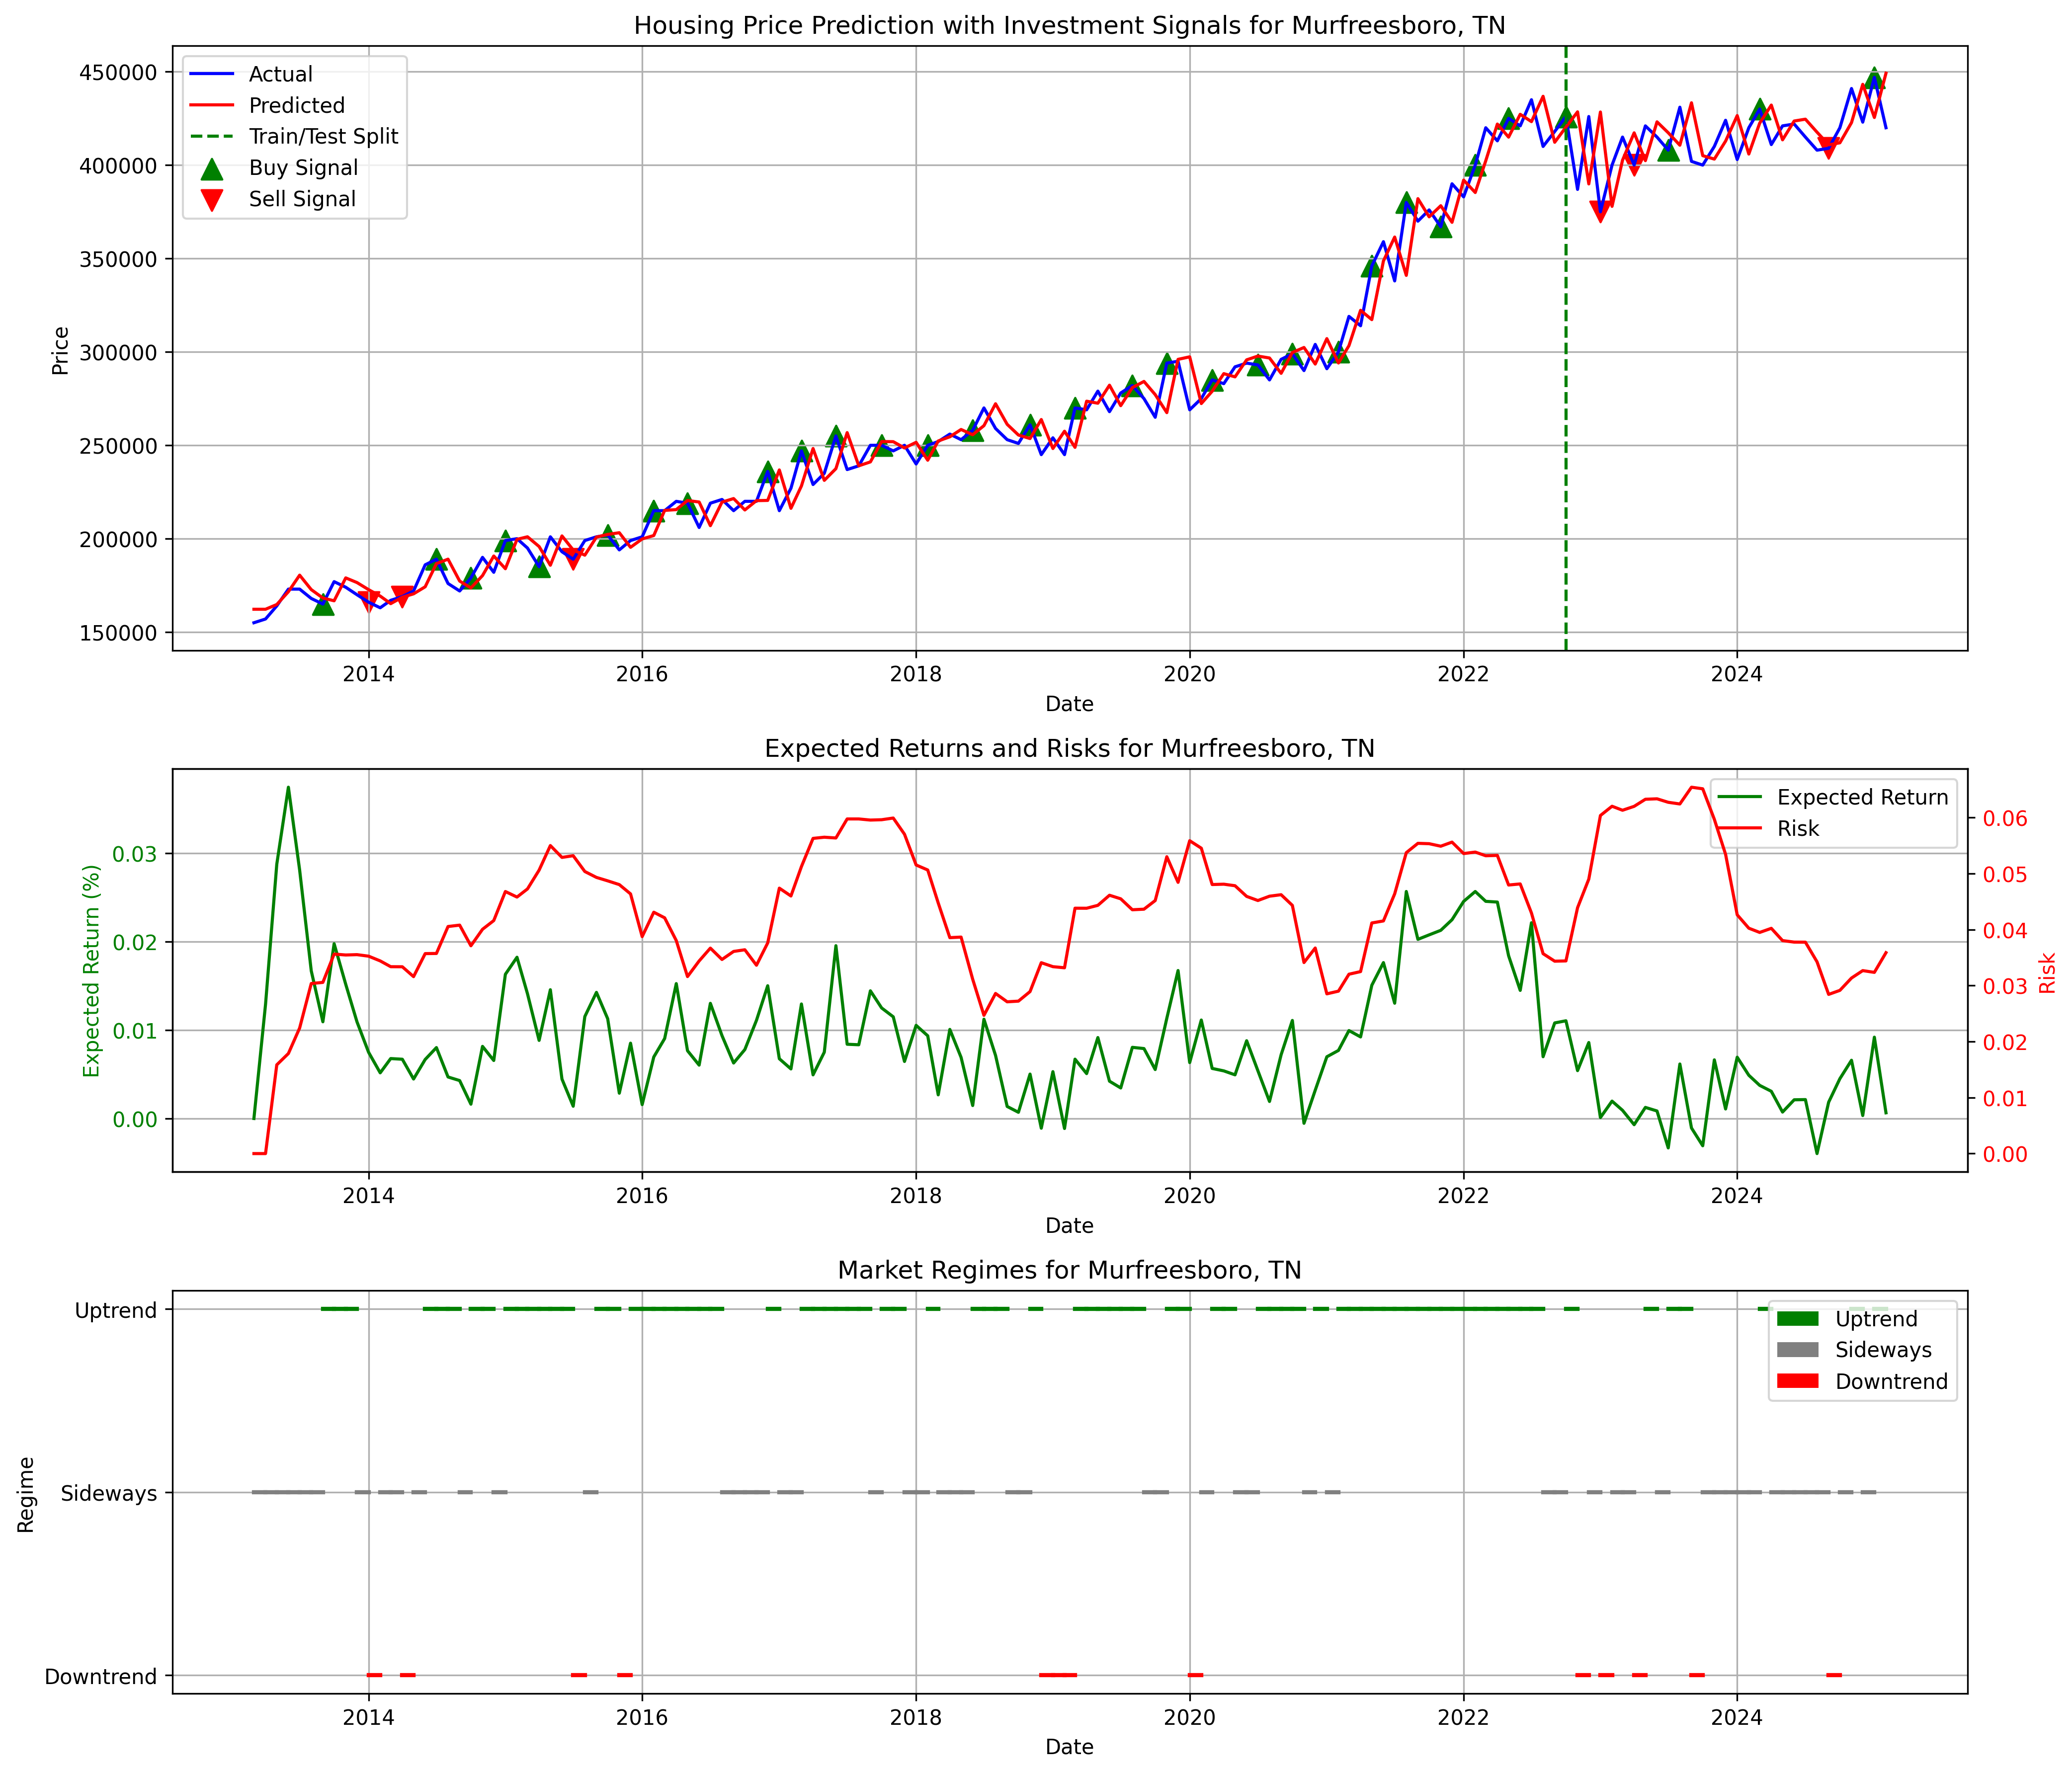 Housing Price Prediction with Investment Signals for Murfreesboro, TN
Actual
Predicted
Train/Test Split
Buy Signal
Sell Signal
450000
400000
350000
300000
250000
200000
150000
Price
2014 2016 2018 2020 2022 2024
Date
Expected Returns and Risks for Murfreesboro, TN
Expected Return
Risk
0.03
0.02
0.01
0.00
Expected Return (%)
0.06
0.05
0.04
0.03
0.02
0.01
0.00
Risk
2014 2016 2018 2020 2022 2024
Date
Market Regimes for Murfreesboro, TN
Uptrend
Sideways
Downtrend
Regime
Uptrend
Sideways
Downtrend
2014 2016 2018 2020 2022 2024
Date